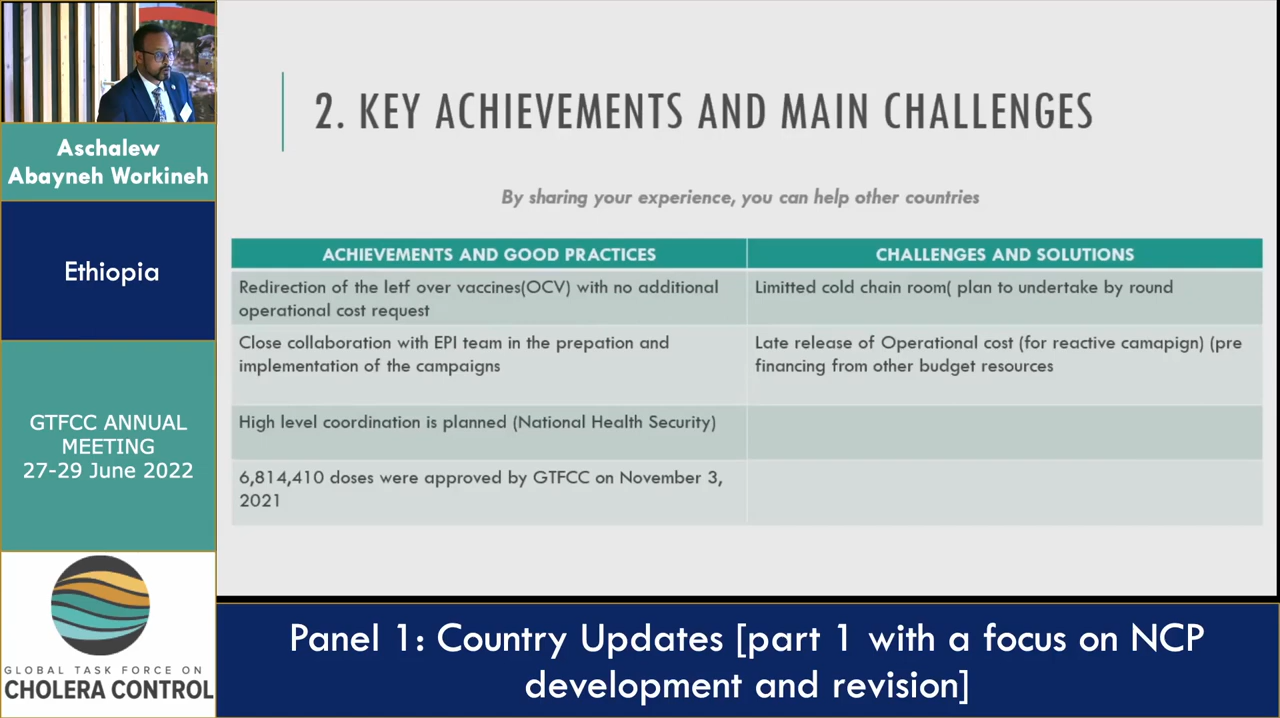 Aschalew
Abayneh Workineh
Ethiopia
GTFCC ANNUAL
MEETING
27-29 June 2022
GLOBAL TASK FORCE ON
CHOLERA CONTROL
2. KEY ACHIEVEMENTS AND MAIN CHALLENGES
By sharing your experience, you can help other countries
ACHIEVEMENTS AND GOOD PRACTICES
CHALLENGES AND SOLUTIONS
Redirection of the letf over vaccines(OCV) with no additional
operational cost request
Limitted cold chain room( plan to undertake by round
Close collaboration with EPI team in the prepation and
implementation of the campaigns
Late release of Operational cost (for reactive camapign) (pre
financing from other budget resources
High level coordination is planned (National Health Security)
6,814,410 doses were approved by GTFCC on November 3,
2021
Panel 1: Country Updates [part 1 with a focus on NCP
development and revision]